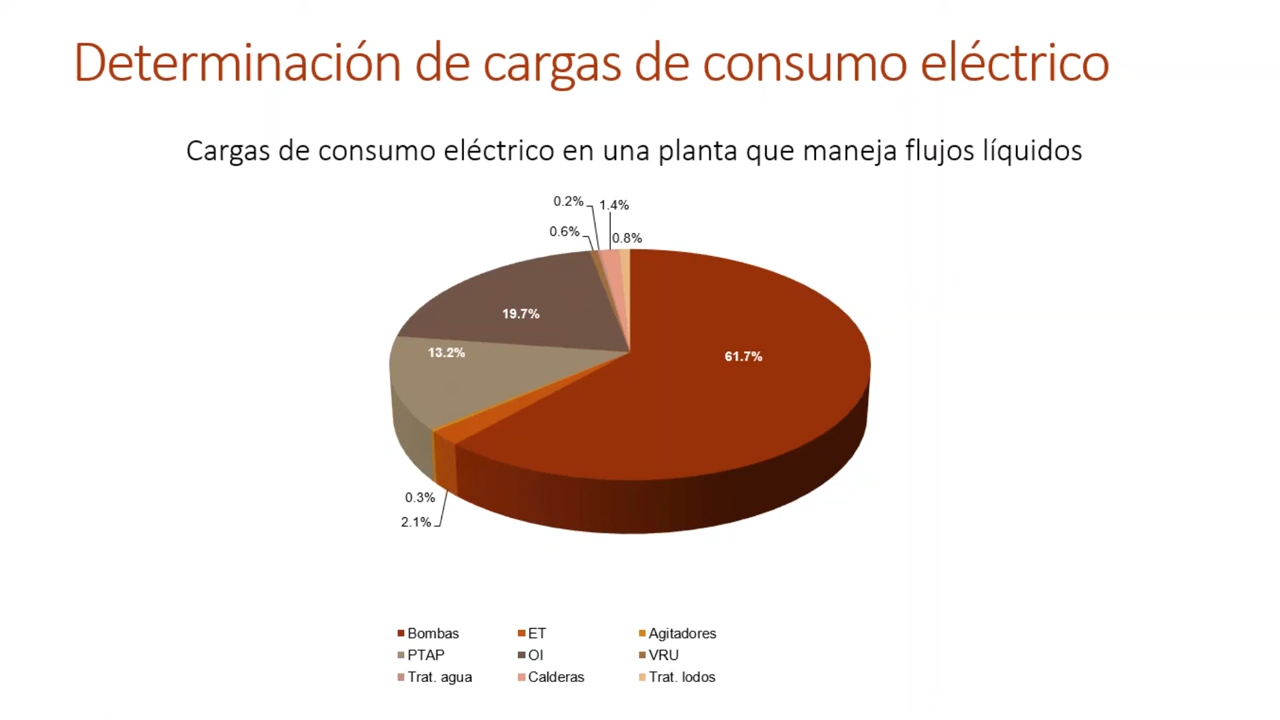 Determinación de cargas de consumo eléctrico
Cargas de consumo eléctrico en una planta que maneja flujos líquidos
0.2%
1.4%
0.6%
0.8%
19.7%
13.2%
61.7%
0.3%
2.1%
Bombas ET Agitadores
PTAP OI VRU
Trat. agua Calderas Trat. lodos